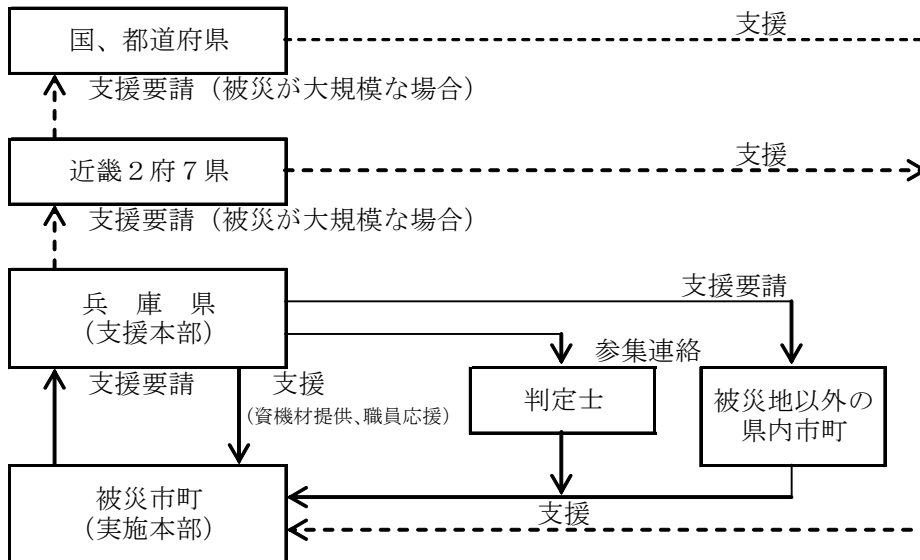 国、都道府県
支援
支援要請（被災が大規模な場合）
近畿２府７県
支援
支援要請（被災が大規模な場合）
兵　庫　県
（支援本部）
支援要請
参集連絡
支援要請
支援
（資機材提供、職員応援）
判定士
被災地以外の
県内市町
被災市町
（実施本部）
支援